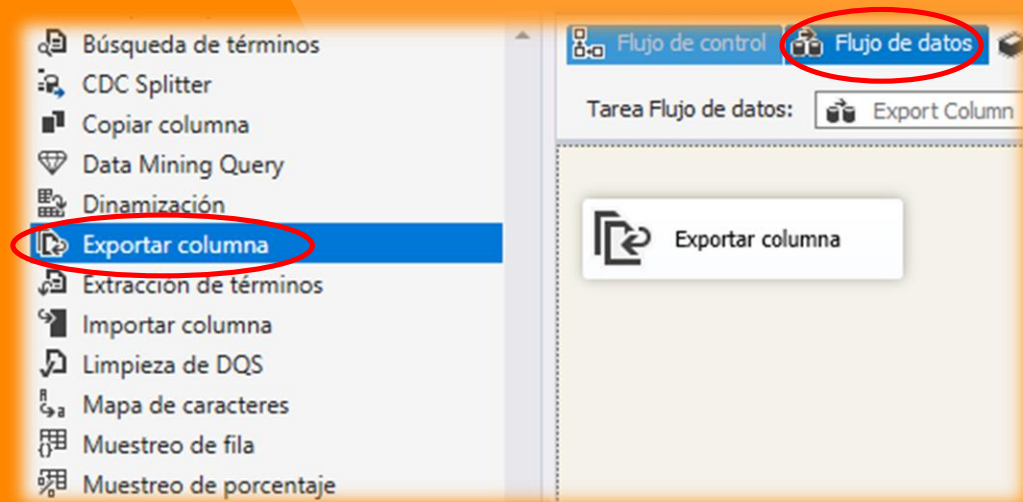 Búsqueda de términos
CDC Splitter
Copiar columna
Data Mining Query
Dinamización
Exportar columna
Extracción de términos
Importar columna
Limpieza de DQS
Mapa de caracteres
Muestreo de fila
Muestreo de porcentaje
Flujo de control Flujo de datos
Tarea Flujo de datos: Export Column
Exportar columna